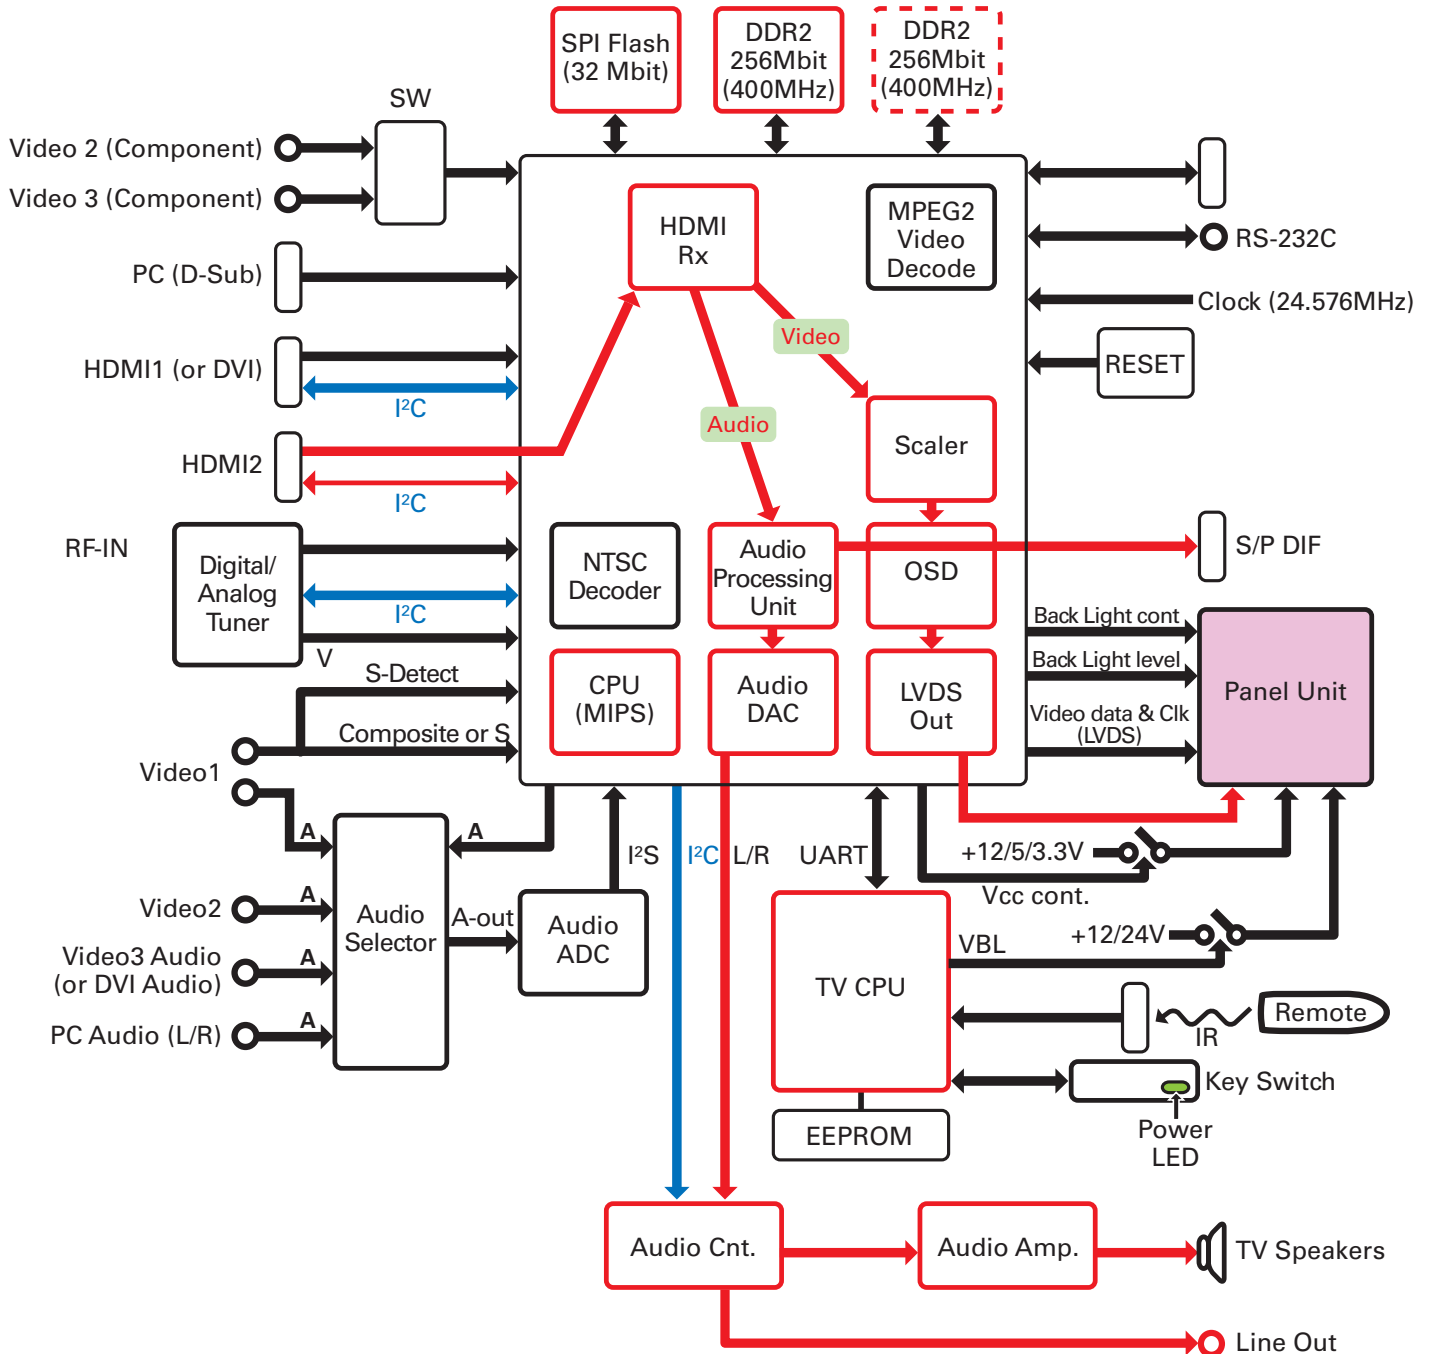 SPI Flash
(32 Mbit)
DDR2
256Mbit
(400MHz)
DDR2
256Mbit
(400MHz)
SW
Video 2 (Component)
Video 3 (Component)
PC (D-Sub)
HDMI1 (or DVI)
I²C
HDMI2
I²C
RF-IN
Digital/
Analog
Tuner
I²C
V
S-Detect
Composite or S
Video1
HDMI
Rx
MPEG2
Video
Decode
Video
Audio
Scaler
NTSC
Decoder
Audio
Processing
Unit
OSD
CPU
(MIPS)
Audio
DAC
LVDS
Out
RS-232C
Clock (24.576MHz)
RESET
S/P DIF
Back Light cont
Back Light level
Video data & Clk
(LVDS)
Panel Unit
A
A
Video2
A
Video3 Audio
(or DVI Audio)
A
PC Audio (L/R)
A
Audio
Selector
A-out
Audio
ADC
I²S
I²C
L/R
UART
+12/5/3.3V
Vcc cont.
+12/24V
VBL
TV CPU
IR
Remote
Key Switch
Power
LED
EEPROM
Audio Cnt.
Audio Amp.
TV Speakers
Line Out